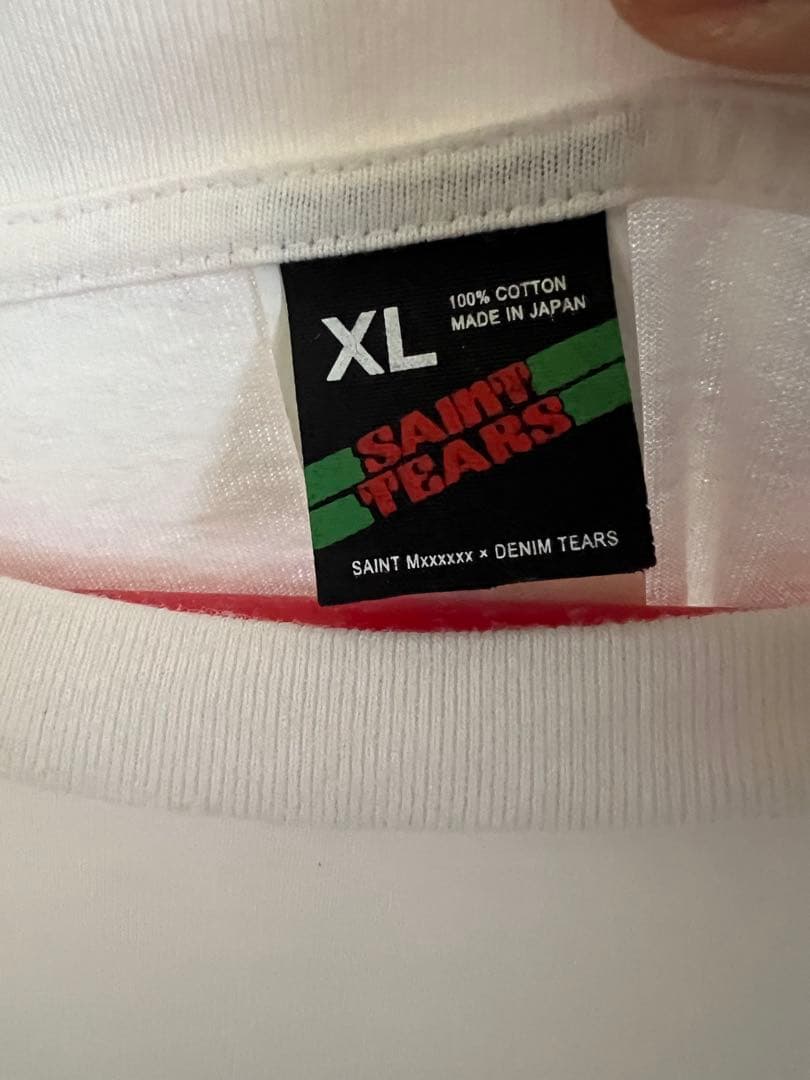 XL
100% COTTON
MADE IN JAPAN
SAINT
TEARS
SAINT Mxxxxxx × DENIM TEARS